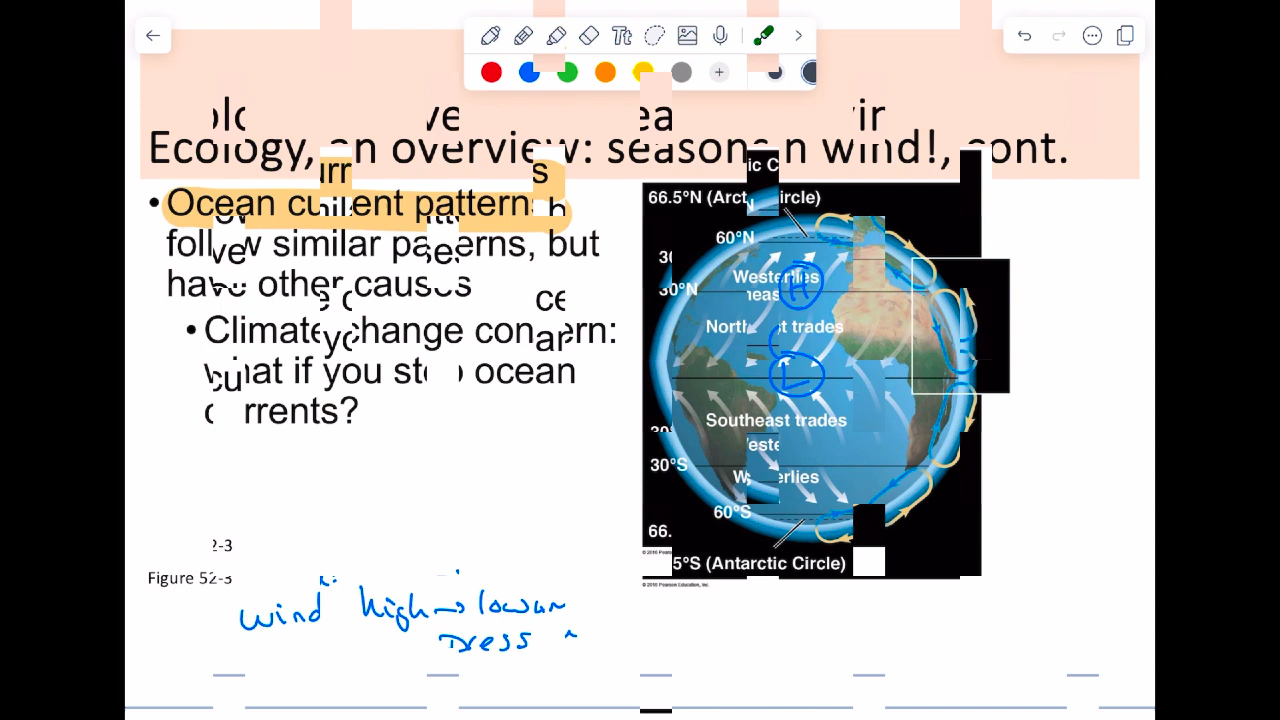 Ecology, an overview: seasons n wind!, cont.
• Ocean current patterns
follow similar patterns, but
have other causes
• Climate change concern:
what if you stop ocean
currents?
66.5°N (Arctic Circle)
60°N
Westerlies
30°N
Northeast trades
Southeast trades
30°S
Westerlies
60°S
66.5°S (Antarctic Circle)
H
L
Figure 52-3
wind high → low
press
Tt